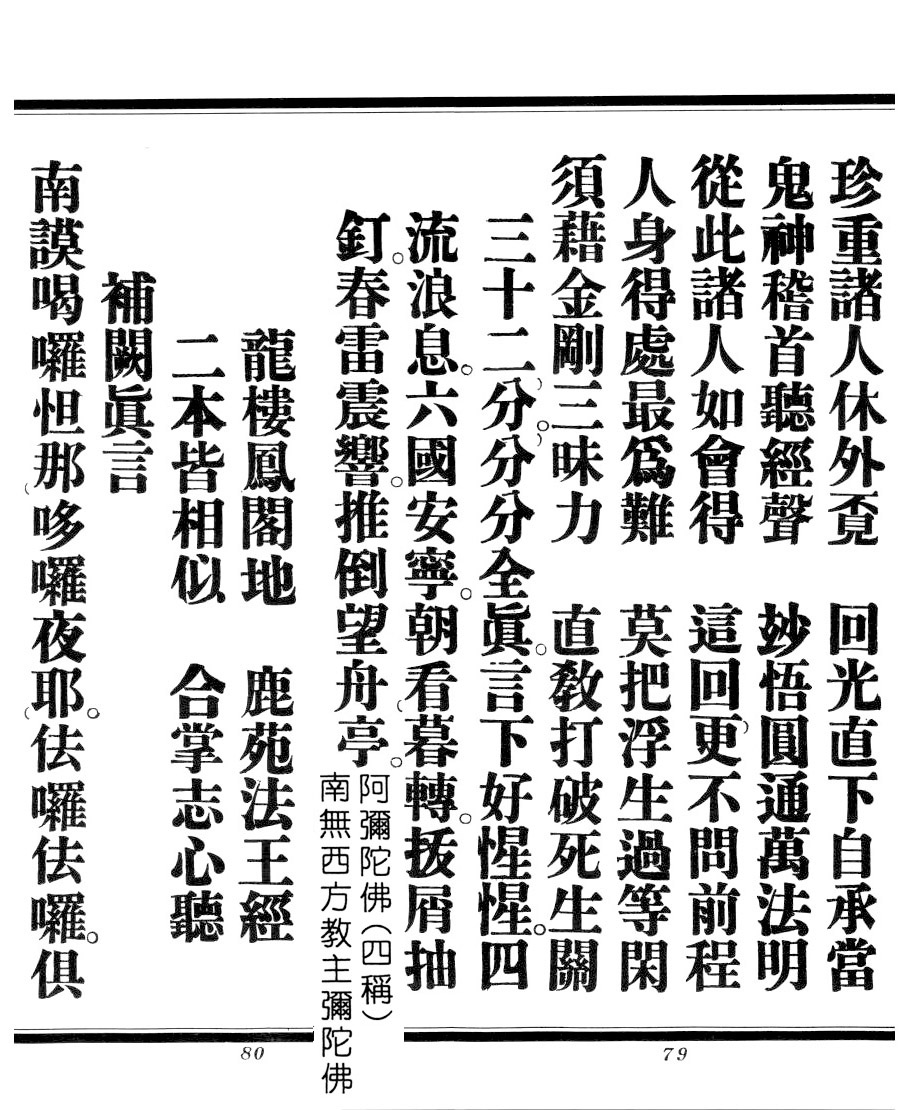 珍重諸人休外覔　回光直下自承當
鬼神稽首聽經聲　玅悟圓通萬法明
從此諸人如會得　這回更不問前程
人身得處最爲難　莫把浮生過等閑
須藉金剛三昧力　直敎打破死生關
三十二分分分全眞。言下好惺惺。四
流浪息。六國安寧。朝看暮轉。拔屑抽
釘。春雷震響。推倒望舟亭。
阿彌陀佛（四稱）
南無西方教主彌陀佛
79
龍樓鳳閣地　鹿苑法王經
二本皆相似　合掌志心聽
補闕眞言
南謨喝囉怛那哆囉夜耶。佉囉佉囉。俱
80